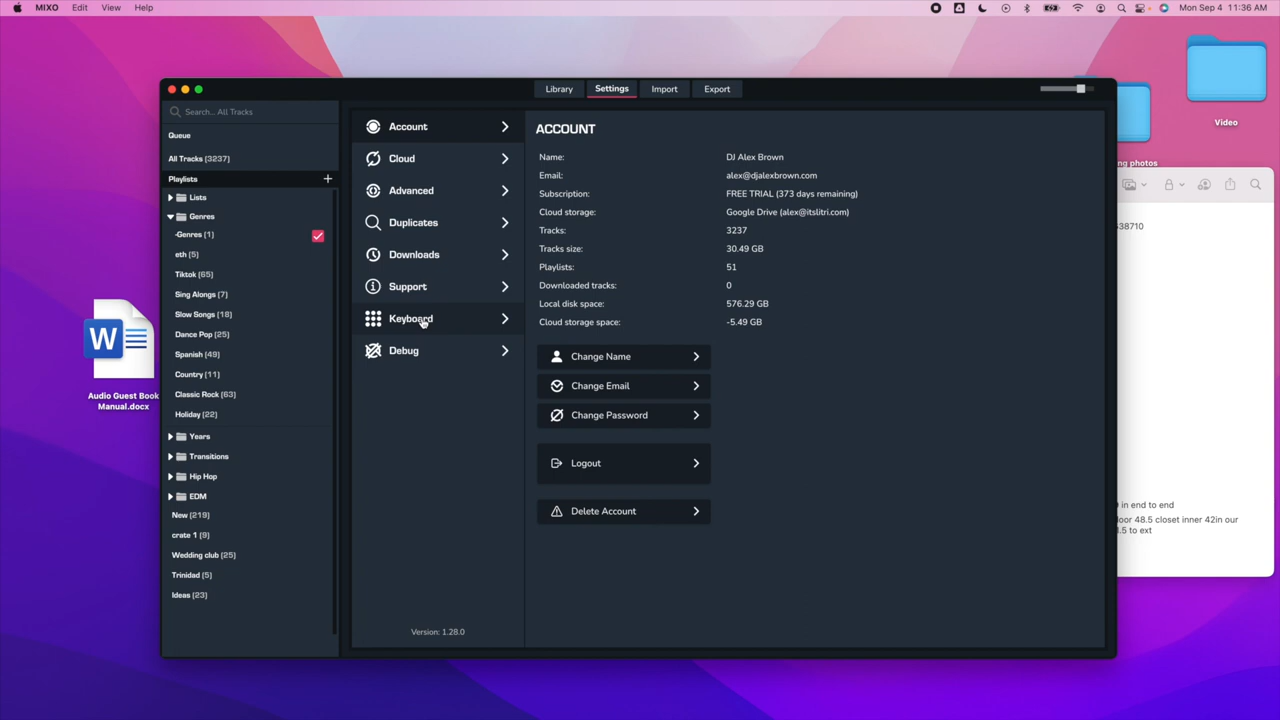 MIXO Edit View Help
Mon Sep 4 11:36 AM
Library Settings Import Export
Search... All Tracks
Queue
All Tracks (3237)
Playlists +
Lists
Genres
-Genres (1)
eth (5)
Tiktok (65)
Sing Alongs (7)
Slow Songs (18)
Dance Pop (25)
Spanish (49)
Country (11)
Classic Rock (63)
Holiday (22)
Years
Transitions
Hip Hop
EDM
New (219)
crate 1 (9)
Wedding club (25)
Trinidad (5)
Ideas (23)
Account
Cloud
Advanced
Duplicates
Downloads
Support
Keyboard
Debug
Version: 1.28.0
ACCOUNT
Name: DJ Alex Brown
Email: alex@djalexbrown.com
Subscription: FREE TRIAL (373 days remaining)
Cloud storage: Google Drive (alex@itslitri.com)
Tracks: 3237
Tracks size: 30.49 GB
Playlists: 51
Downloaded tracks: 0
Local disk space: 576.29 GB
Cloud storage space: -5.49 GB
Change Name
Change Email
Change Password
Logout
Delete Account
W
Audio Guest Book
Manual.docx
Video
photos
38710
in end to end
loor 48.5 closet inner 42in our
.5 to ext